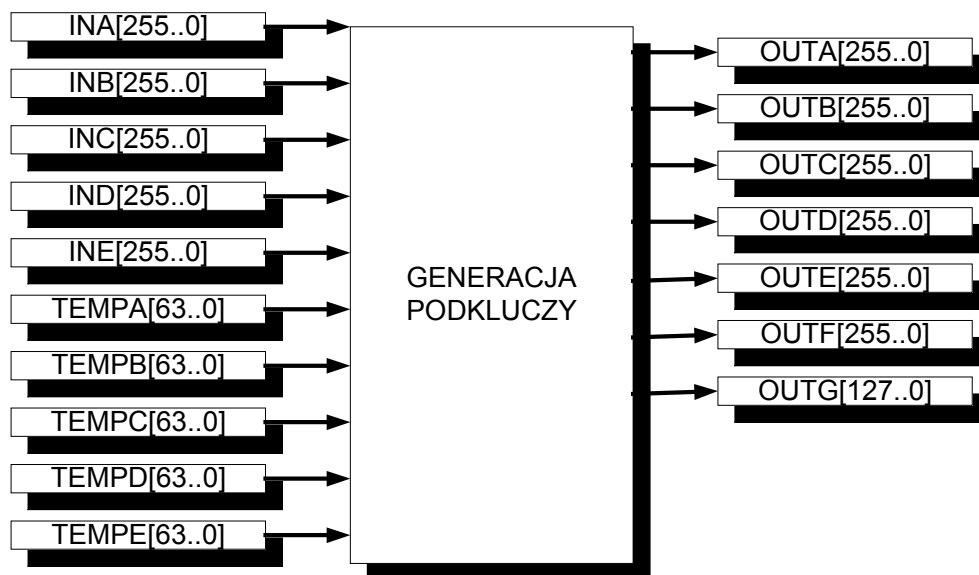 INA[255..0]
INB[255..0]
INC[255..0]
IND[255..0]
INE[255..0]
TEMPA[63..0]
TEMPB[63..0]
TEMPC[63..0]
TEMPD[63..0]
TEMPE[63..0]
GENERACJA
PODKLUCZY
OUTA[255..0]
OUTB[255..0]
OUTC[255..0]
OUTD[255..0]
OUTE[255..0]
OUTF[255..0]
OUTG[127..0]